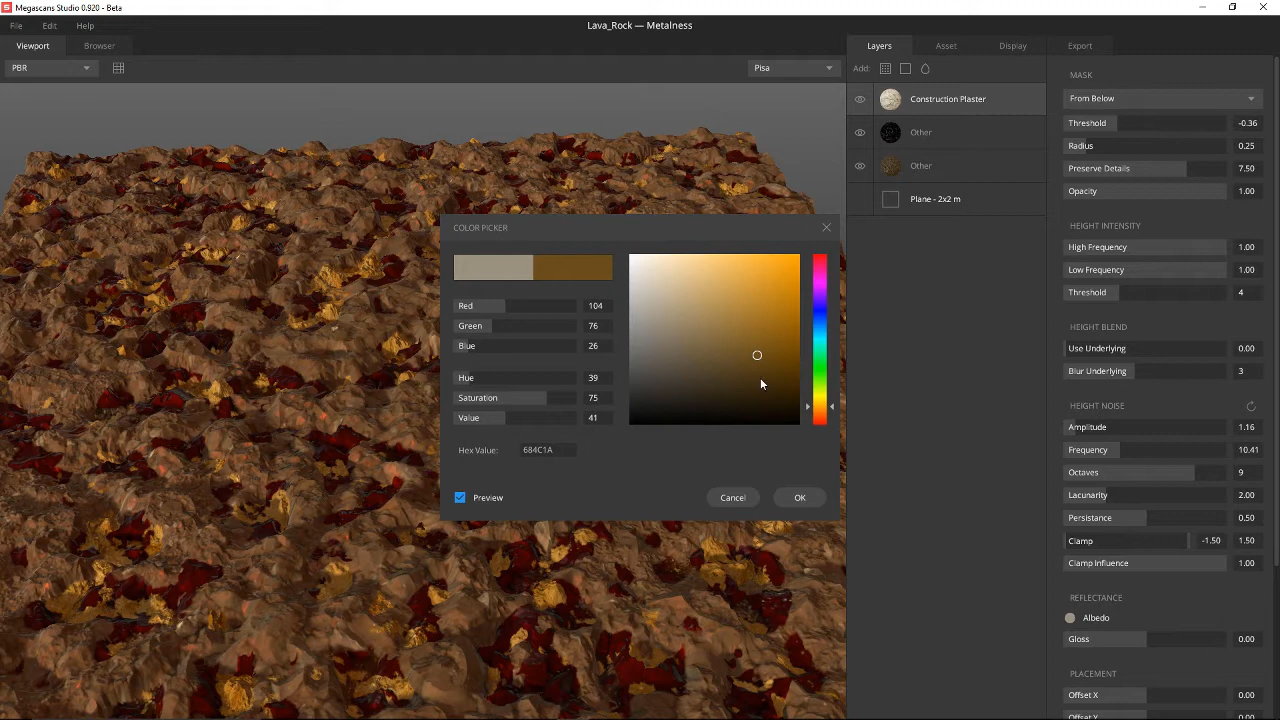 Megascans Studio 0.920 - Beta
File Edit Help
Lava_Rock — Metalness
Viewport Browser
Layers Asset Display Export
PBR
Pisa
Add:
Construction Plaster
Other
Other
Plane - 2x2 m
MASK
From Below
Threshold -0.36
Radius 0.25
Preserve Details 7.50
Opacity 1.00
HEIGHT INTENSITY
High Frequency 1.00
Low Frequency 1.00
Threshold 4
HEIGHT BLEND
Use Underlying 0.00
Blur Underlying 3
HEIGHT NOISE
Amplitude 1.16
Frequency 10.41
Octaves 9
Lacunarity 2.00
Persistance 0.50
Clamp -1.50 1.50
Clamp Influence 1.00
REFLECTANCE
Albedo
Gloss 0.00
PLACEMENT
Offset X 0.00
Offset Y 0.00
COLOR PICKER
Red 104
Green 76
Blue 26
Hue 39
Saturation 75
Value 41
Hex Value: 684C1A
Preview
Cancel OK